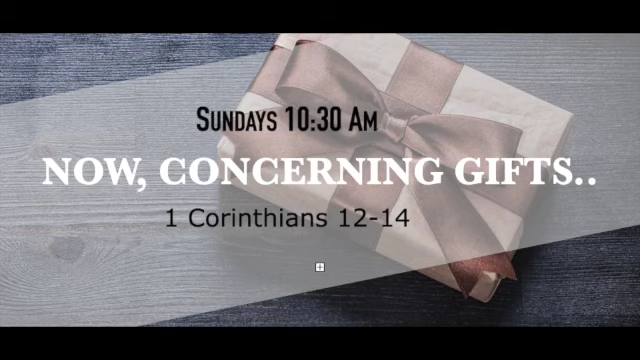 Sundays 10:30 Am
NOW, CONCERNING GIFTS..
1 Corinthians 12-14